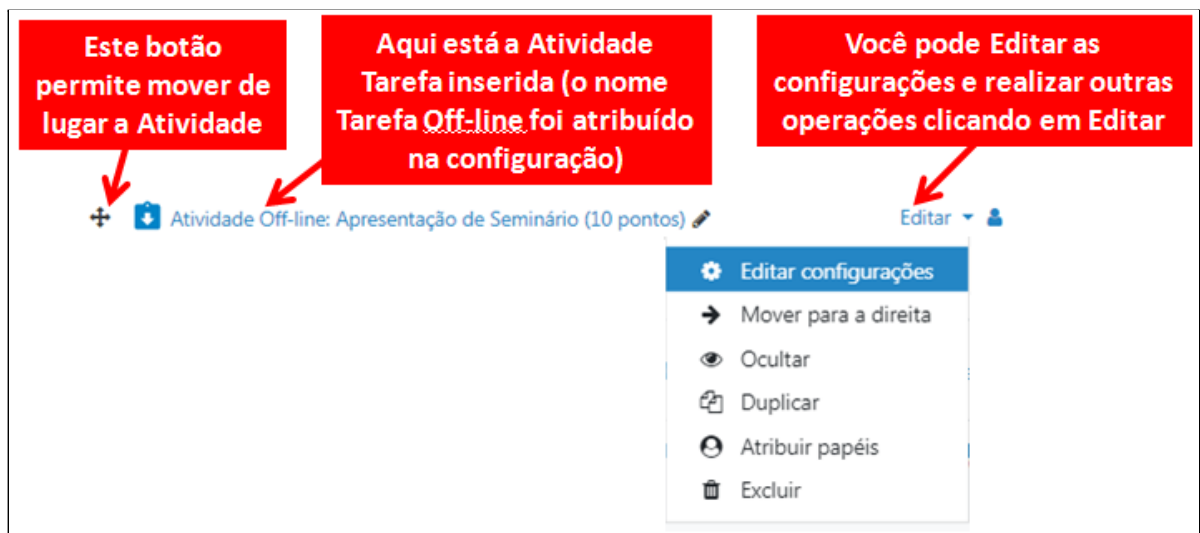 Este botão
permite mover de
lugar a Atividade
Aqui está a Atividade
Tarefa inserida (o nome
Tarefa Off-line foi atribuído
na configuração)
Você pode Editar as
configurações e realizar outras
operações clicando em Editar
Atividade Off-line: Apresentação de Seminário (10 pontos)
Editar
Editar configurações
Mover para a direita
Ocultar
Duplicar
Atribuir papéis
Excluir